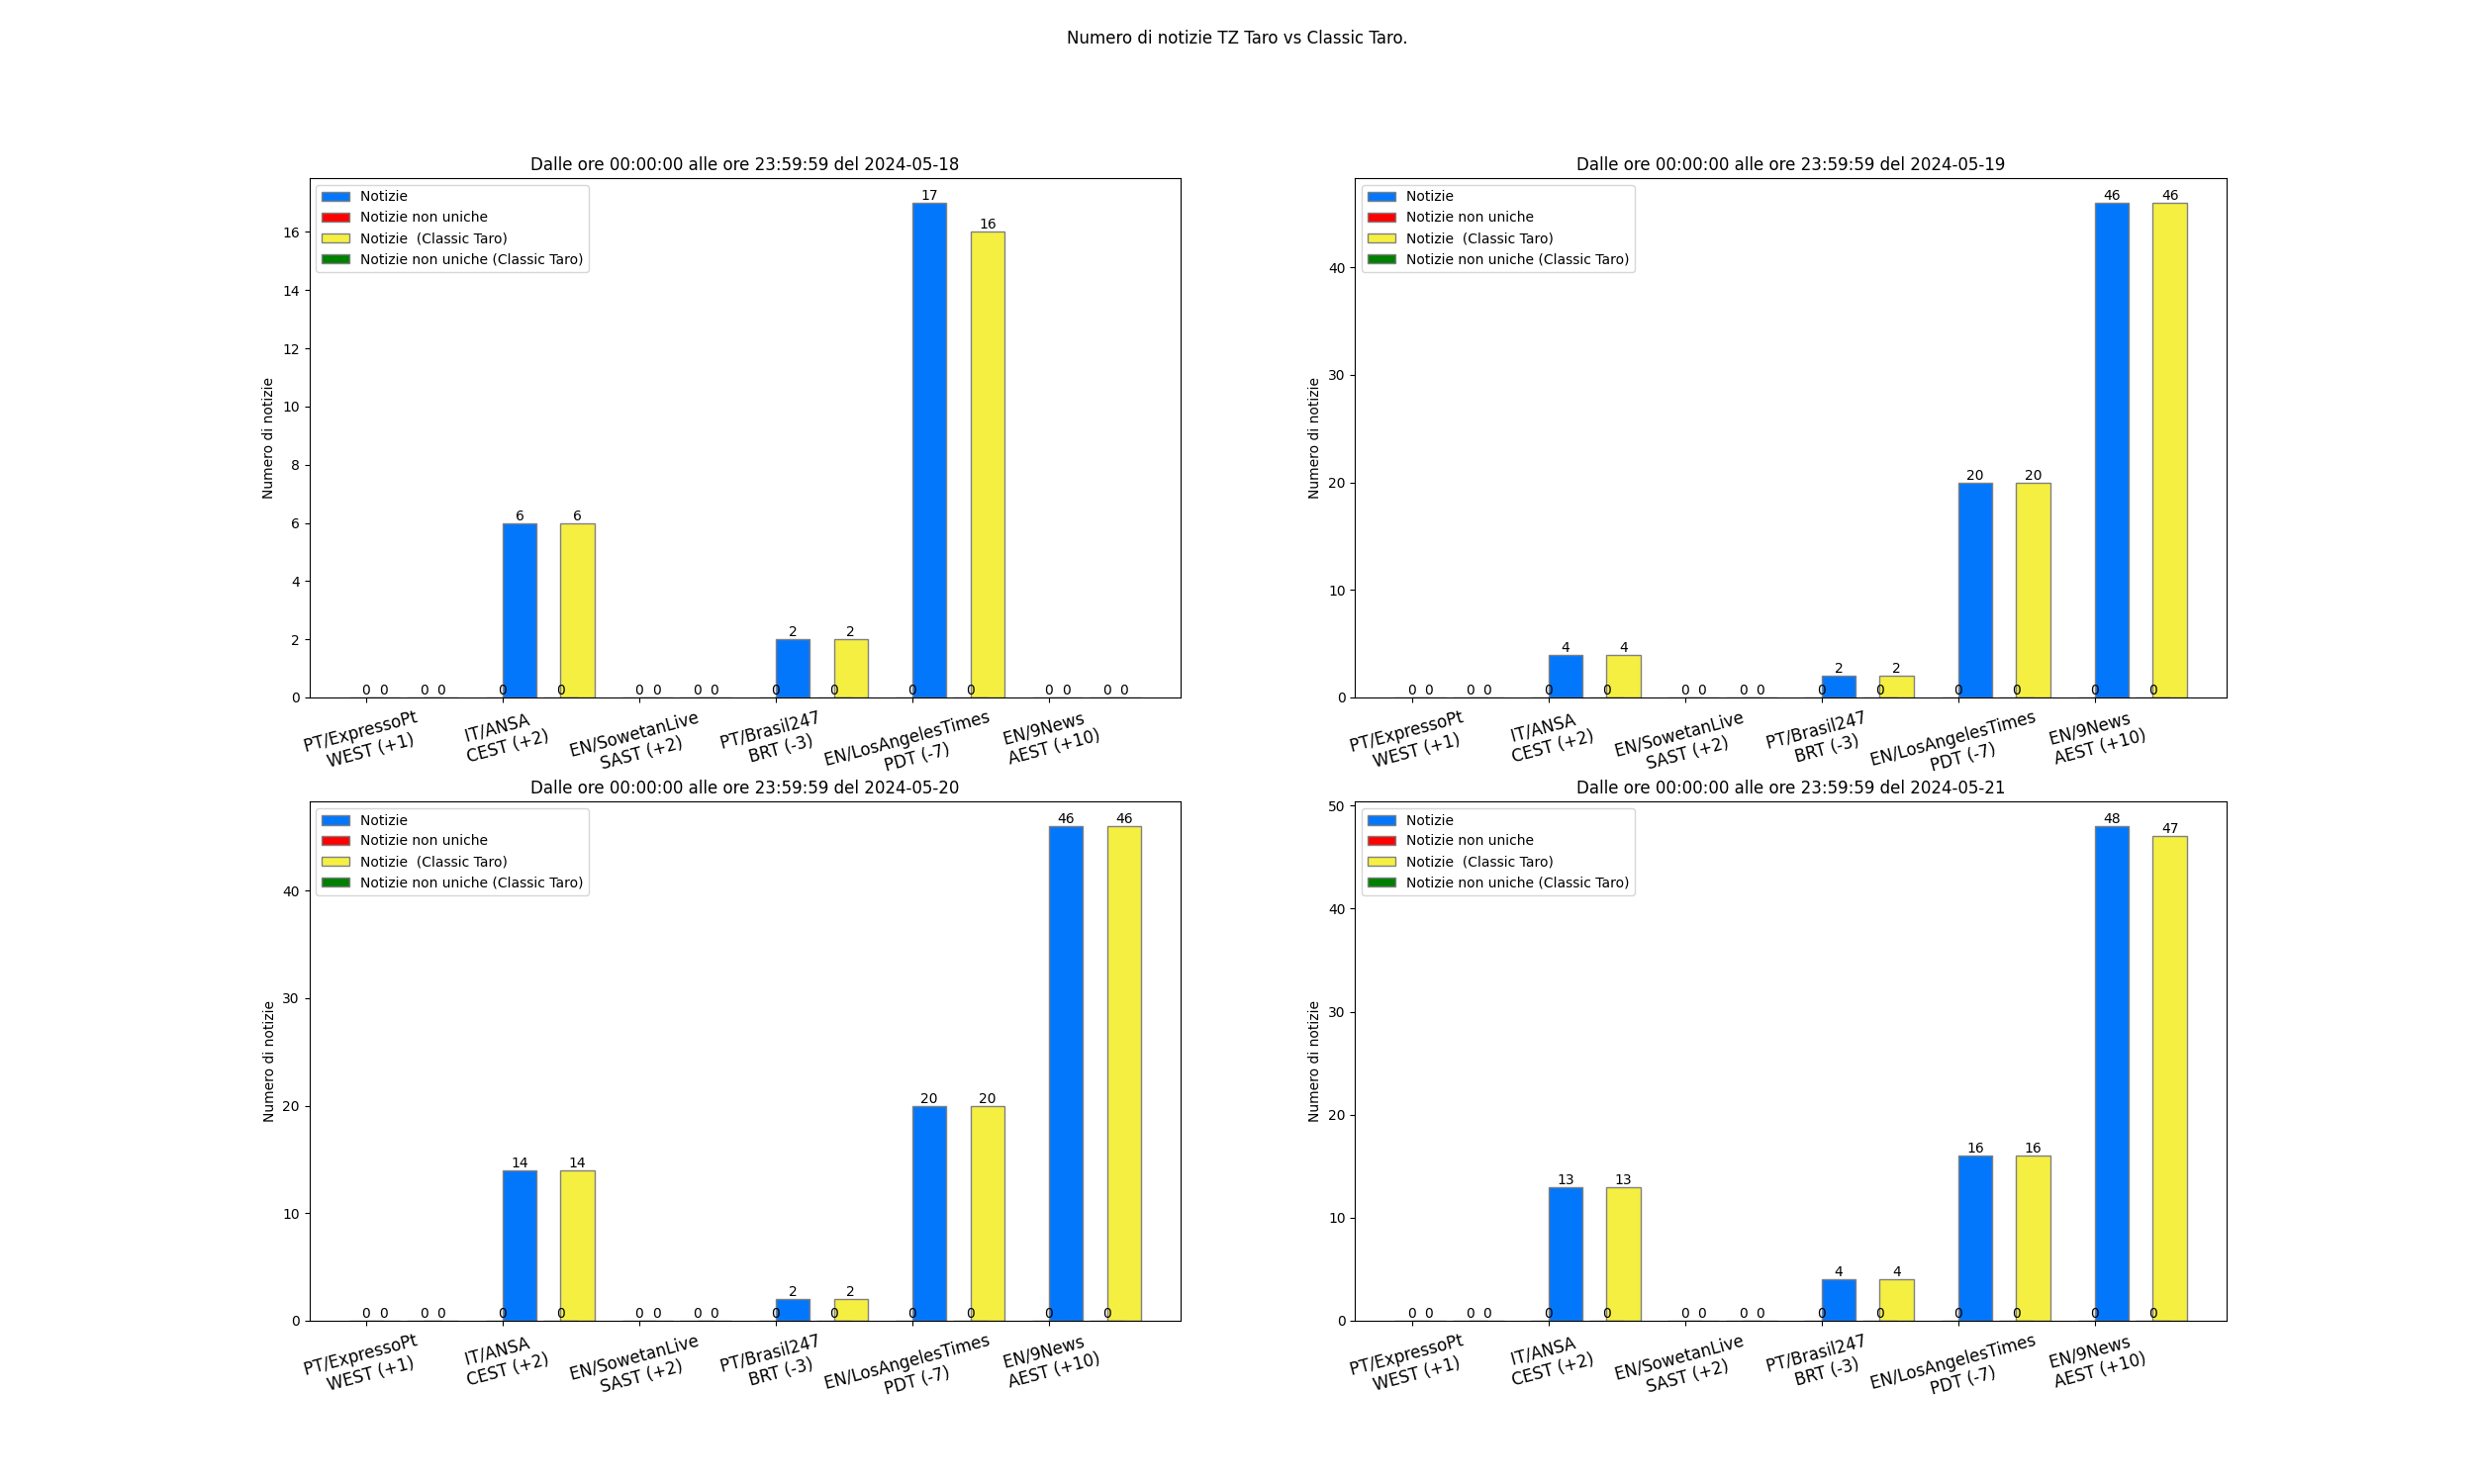 Numero di notizie TZ Taro vs Classic Taro.
Dalle ore 00:00:00 alle ore 23:59:59 del 2024-05-18
Notizie
Notizie non uniche
Notizie  (Classic Taro)
Notizie non uniche (Classic Taro)
Numero di notizie
16
14
12
10
8
6
4
2
0
17
16
6 6
2 2
0 0 0 0 0 0 0 0 0 0 0 0 0 0 0 0 0 0
PT/ExpressoPt
WEST (+1)
IT/ANSA
CEST (+2)
EN/SowetanLive
SAST (+2)
PT/Brasil247
BRT (-3)
EN/LosAngelesTimes
PDT (-7)
EN/9News
AEST (+10)
Dalle ore 00:00:00 alle ore 23:59:59 del 2024-05-19
Notizie
Notizie non uniche
Notizie  (Classic Taro)
Notizie non uniche (Classic Taro)
Numero di notizie
40
30
20
10
0
46 46
20 20
4 4
2 2
0 0 0 0 0 0 0 0 0 0 0 0 0 0 0 0
PT/ExpressoPt
WEST (+1)
IT/ANSA
CEST (+2)
EN/SowetanLive
SAST (+2)
PT/Brasil247
BRT (-3)
EN/LosAngelesTimes
PDT (-7)
EN/9News
AEST (+10)
Dalle ore 00:00:00 alle ore 23:59:59 del 2024-05-20
Notizie
Notizie non uniche
Notizie  (Classic Taro)
Notizie non uniche (Classic Taro)
Numero di notizie
40
30
20
10
0
46 46
20 20
14 14
2 2
0 0 0 0 0 0 0 0 0 0 0 0 0 0 0 0
PT/ExpressoPt
WEST (+1)
IT/ANSA
CEST (+2)
EN/SowetanLive
SAST (+2)
PT/Brasil247
BRT (-3)
EN/LosAngelesTimes
PDT (-7)
EN/9News
AEST (+10)
Dalle ore 00:00:00 alle ore 23:59:59 del 2024-05-21
Notizie
Notizie non uniche
Notizie  (Classic Taro)
Notizie non uniche (Classic Taro)
Numero di notizie
50
40
30
20
10
0
48 47
16 16
13 13
4 4
0 0 0 0 0 0 0 0 0 0 0 0 0 0 0 0
PT/ExpressoPt
WEST (+1)
IT/ANSA
CEST (+2)
EN/SowetanLive
SAST (+2)
PT/Brasil247
BRT (-3)
EN/LosAngelesTimes
PDT (-7)
EN/9News
AEST (+10)